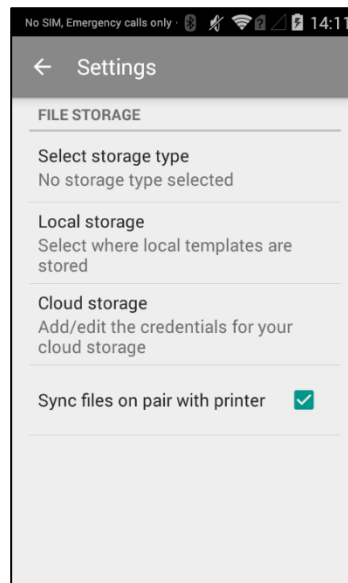 No SIM, Emergency calls only · 14:11
← Settings
FILE STORAGE
Select storage type
No storage type selected
Local storage
Select where local templates are
stored
Cloud storage
Add/edit the credentials for your
cloud storage
Sync files on pair with printer